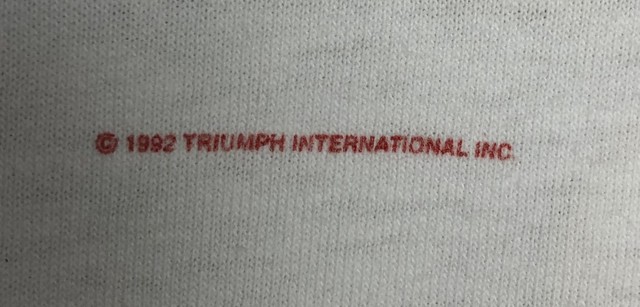 © 1992 TRIUMPH INTERNATIONAL INC.